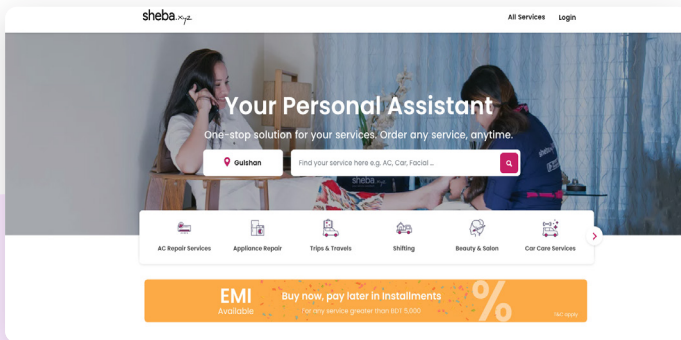 sheba.xyz
All Services Login
Your Personal Assistant
One-stop solution for your services. Order any service, anytime.
Gulshan
Find your service here e.g. AC, Car, Facial ...
sheba.xyz
AC Repair Services
Appliance Repair
Trips & Travels
Shifting
Beauty & Salon
Car Care Services
EMI
Available
Buy now, pay later in installments
For any service greater than BDT 5,000
%
T&C apply